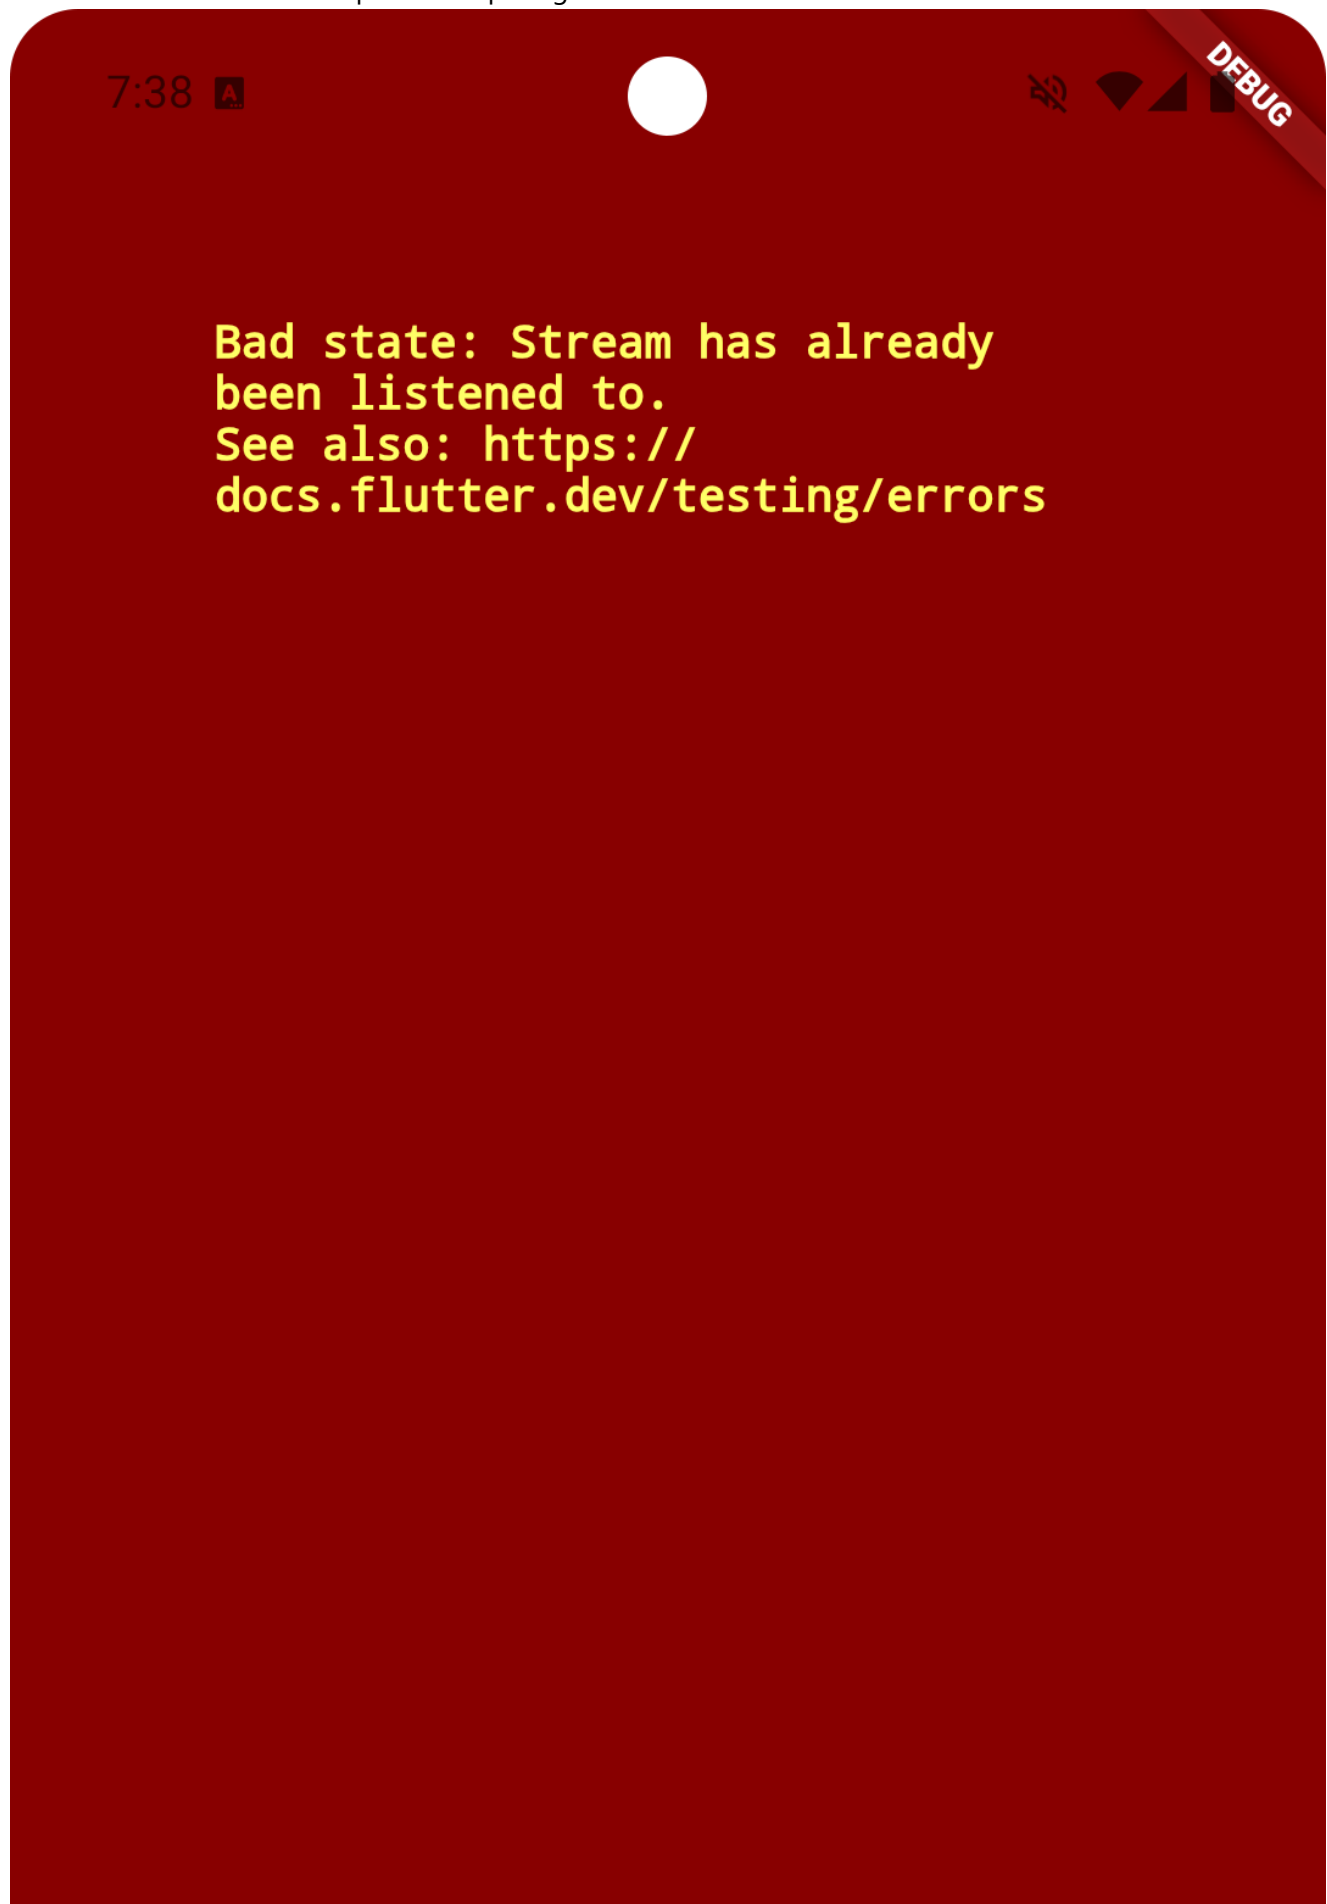 7:38 A
DEBUG
Bad state: Stream has already
been listened to.
See also: https://
docs.flutter.dev/testing/errors